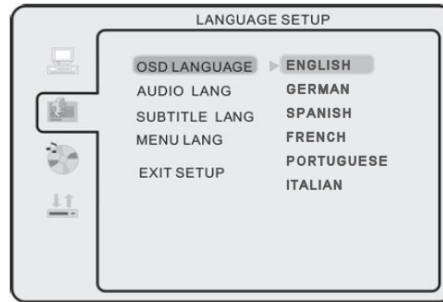 LANGUAGE SETUP
OSD LANGUAGE ENGLISH
AUDIO LANG GERMAN
SUBTITLE LANG SPANISH
MENU LANG FRENCH
PORTUGUESE
EXIT SETUP
ITALIAN